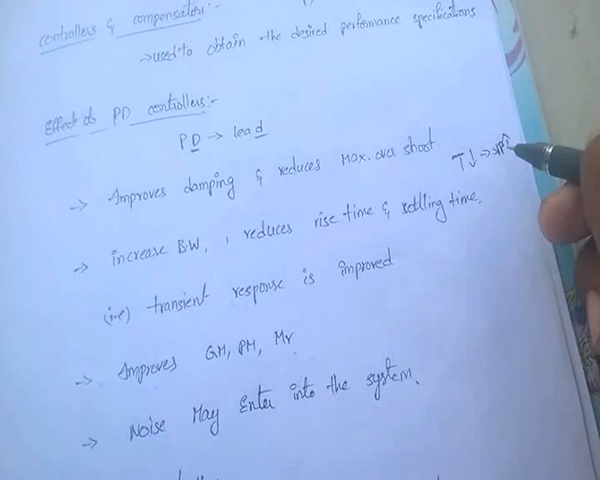 controllers & compensators :-
→ used to obtain the desired performance specifications
Effect of PD controllers :-
PD → lead
→ Improves damping & reduces Max. over shoot
T↓ →
→ increase BW, reduces rise time & settling time.
(i.e) transient response is improved
→ Improves GM, PM, Mr
→ Noise May Enter into the system.